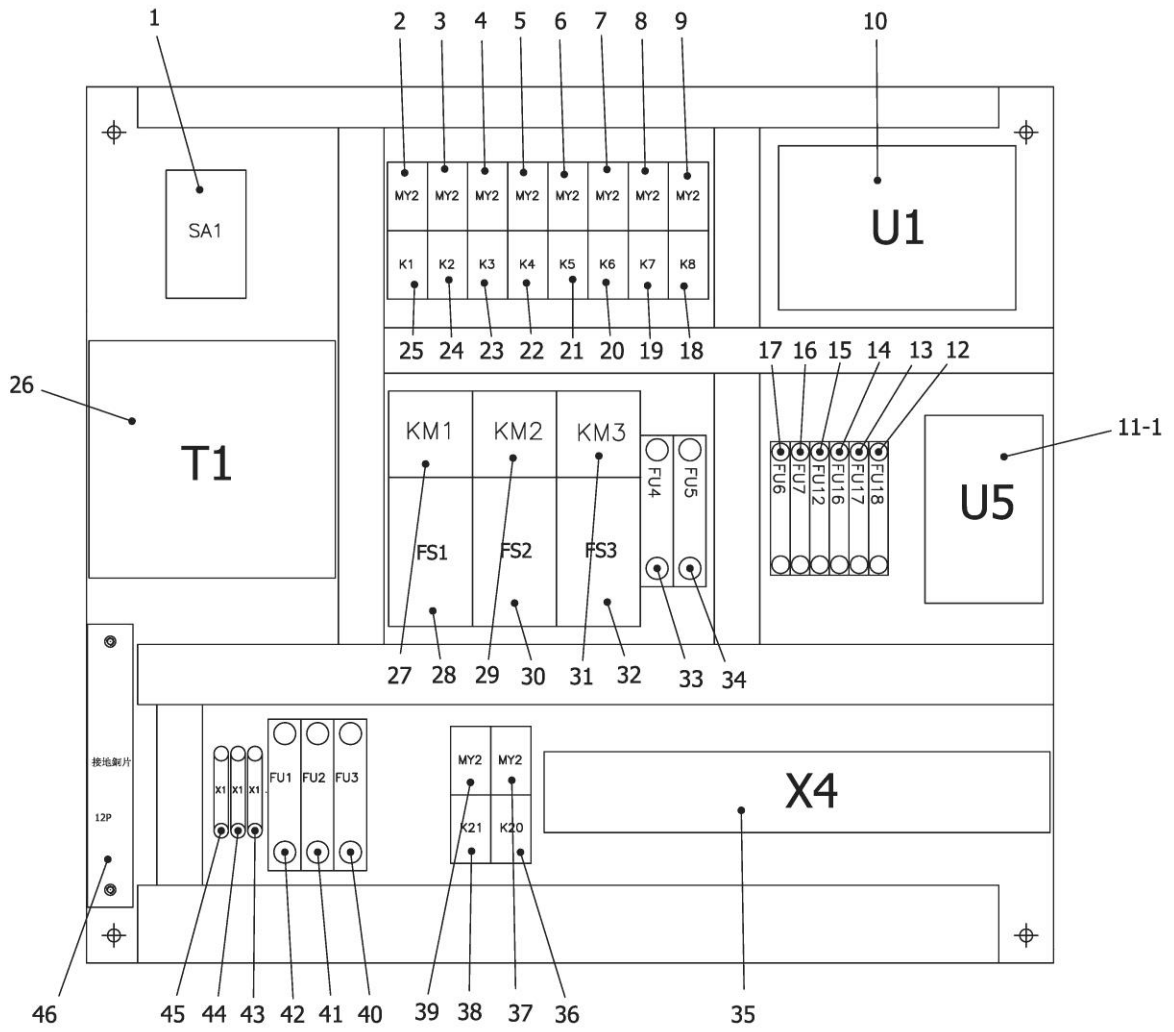 1 2 3 4 5 6 7 8 9 10
SA1
MY2 MY2 MY2 MY2 MY2 MY2 MY2 MY2
U1
K1 K2 K3 K4 K5 K6 K7 K8
25 24 23 22 21 20 19 18
17 16 15 14 13 12
26
11-1
T1
KM1 KM2 KM3
FU4 FU5
FU6 FU7 FU12 FU16 FU17 FU18
U5
FS1 FS2 FS3
27 28 29 30 31 32 33 34
接地銅片
12P
X1 X1 X1
FU1 FU2 FU3
MY2 MY2
K21 K20
X4
46 45 44 43 42 41 40 39 38 37 36 35